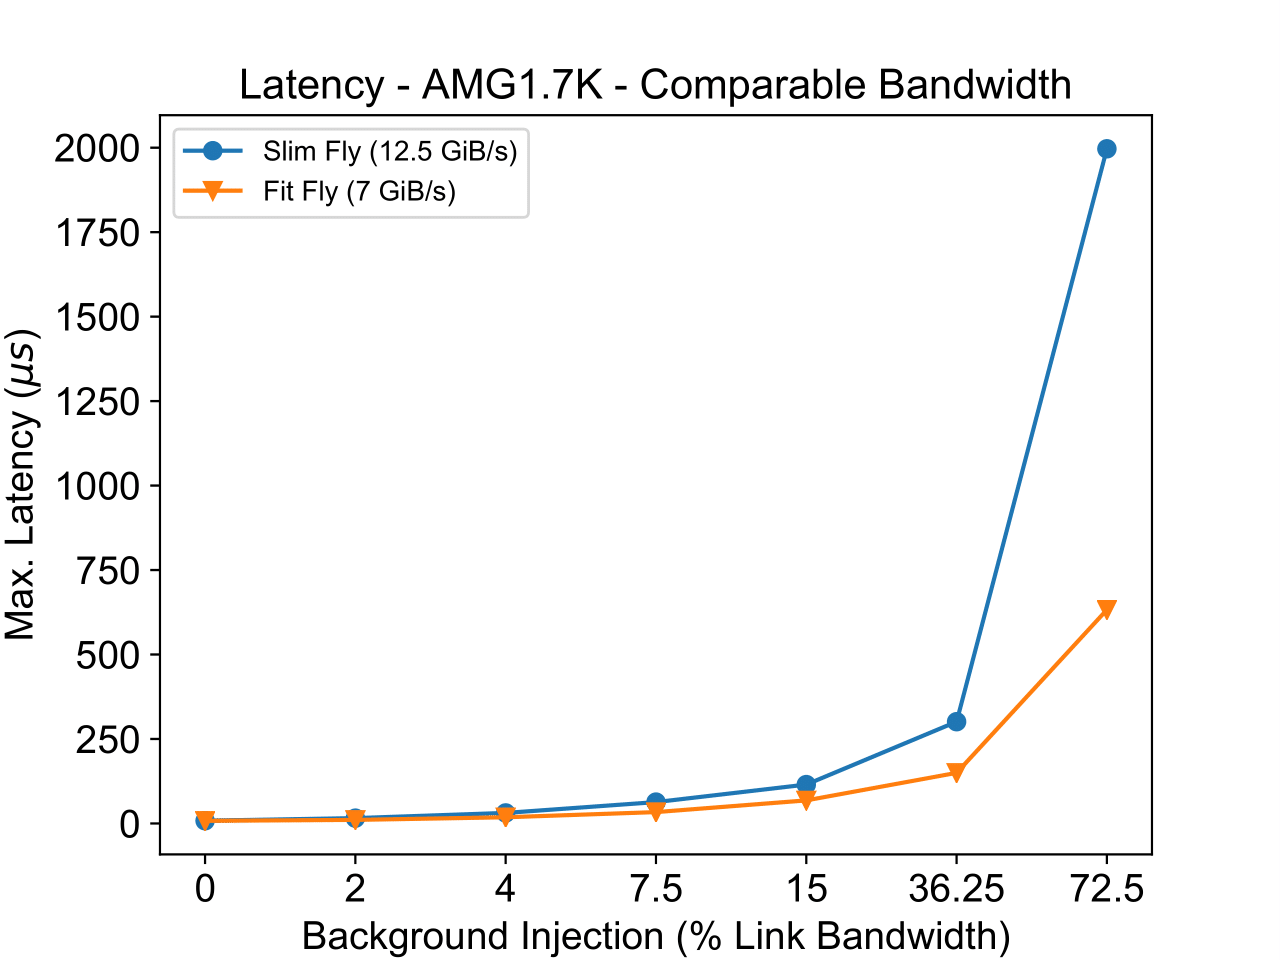 Latency - AMG1.7K - Comparable Bandwidth
Slim Fly (12.5 GiB/s)
Fit Fly (7 GiB/s)
2000
1750
1500
1250
1000
750
500
250
0
Max. Latency (μs)
0 2 4 7.5 15 36.25 72.5
Background Injection (% Link Bandwidth)